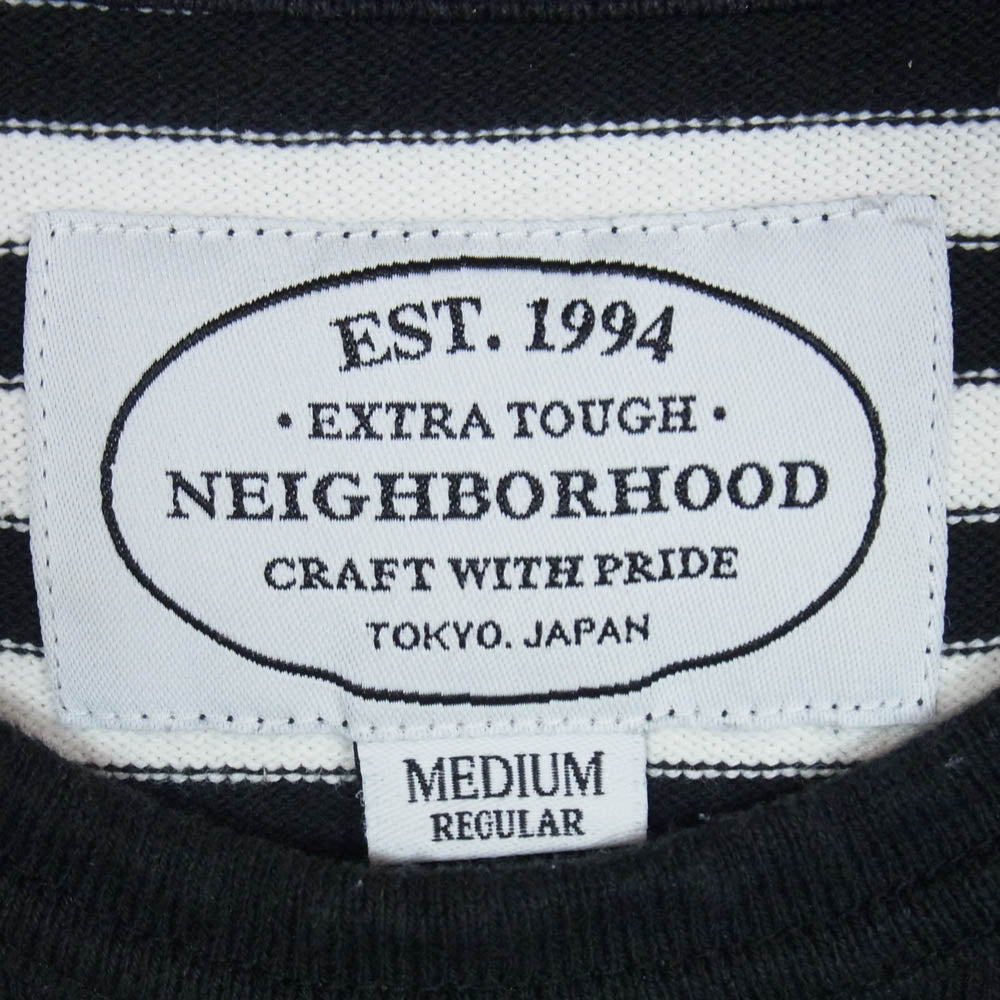 EST. 1994
· EXTRA TOUGH ·
NEIGHBORHOOD
CRAFT WITH PRIDE
TOKYO. JAPAN
MEDIUM
REGULAR